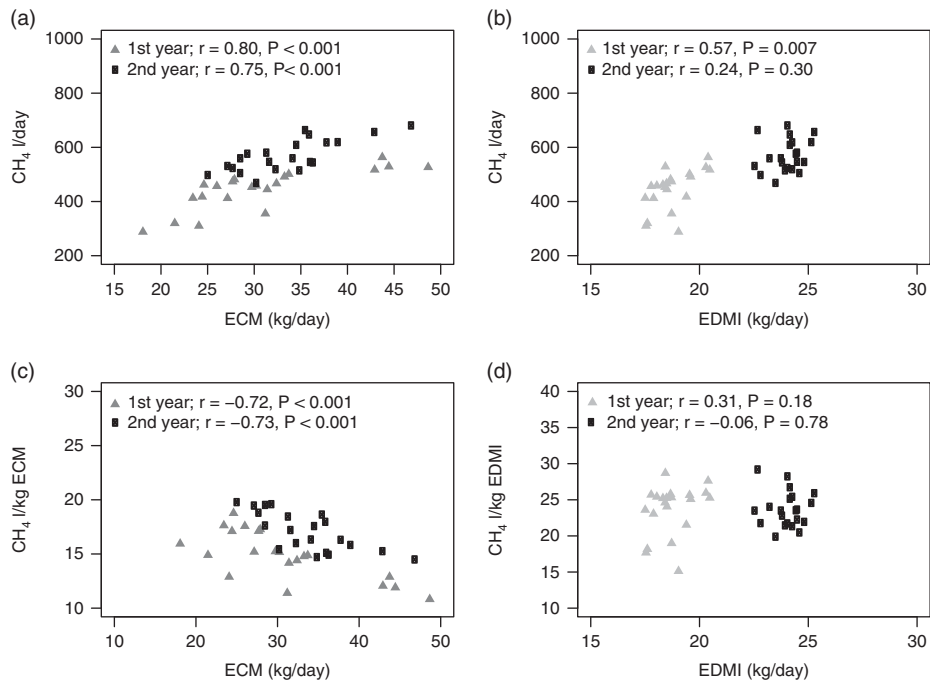 (a)
1st year; r = 0.80, P < 0.001
2nd year; r = 0.75, P< 0.001
CH₄ l/day
1000
800
600
400
200
15 20 25 30 35 40 45 50
ECM (kg/day)
(b)
1st year; r = 0.57, P = 0.007
2nd year; r = 0.24, P = 0.30
CH₄ l/day
1000
800
600
400
200
15 20 25 30
EDMI (kg/day)
(c)
1st year; r = −0.72, P < 0.001
2nd year; r = −0.73, P < 0.001
CH₄ l/kg ECM
30
25
20
15
10
10 20 30 40 50
ECM (kg/day)
(d)
1st year; r = 0.31, P = 0.18
2nd year; r = −0.06, P = 0.78
CH₄ l/kg EDMI
40
35
30
25
20
15
10
15 20 25 30
EDMI (kg/day)